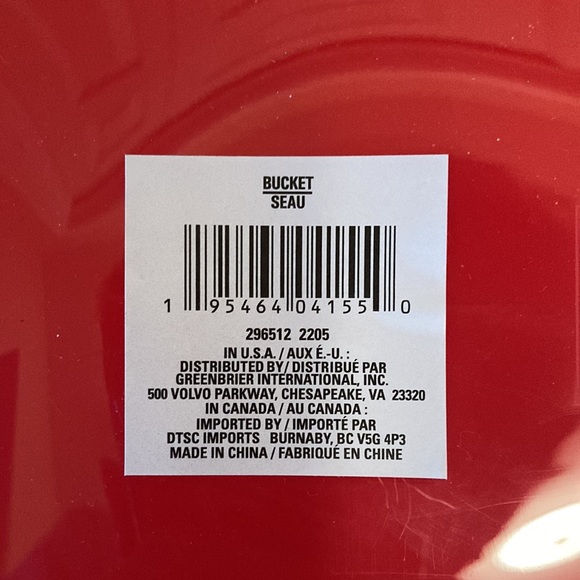 BUCKET
SEAU
1 95464 04155 0
296512 2205
IN U.S.A. / AUX É.-U. :
DISTRIBUTED BY / DISTRIBUÉ PAR
GREENBRIER INTERNATIONAL, INC.
500 VOLVO PARKWAY, CHESAPEAKE, VA 23320
IN CANADA / AU CANADA :
IMPORTED BY / IMPORTÉ PAR
DTSC IMPORTS BURNABY, BC V5G 4P3
MADE IN CHINA / FABRIQUÉ EN CHINE